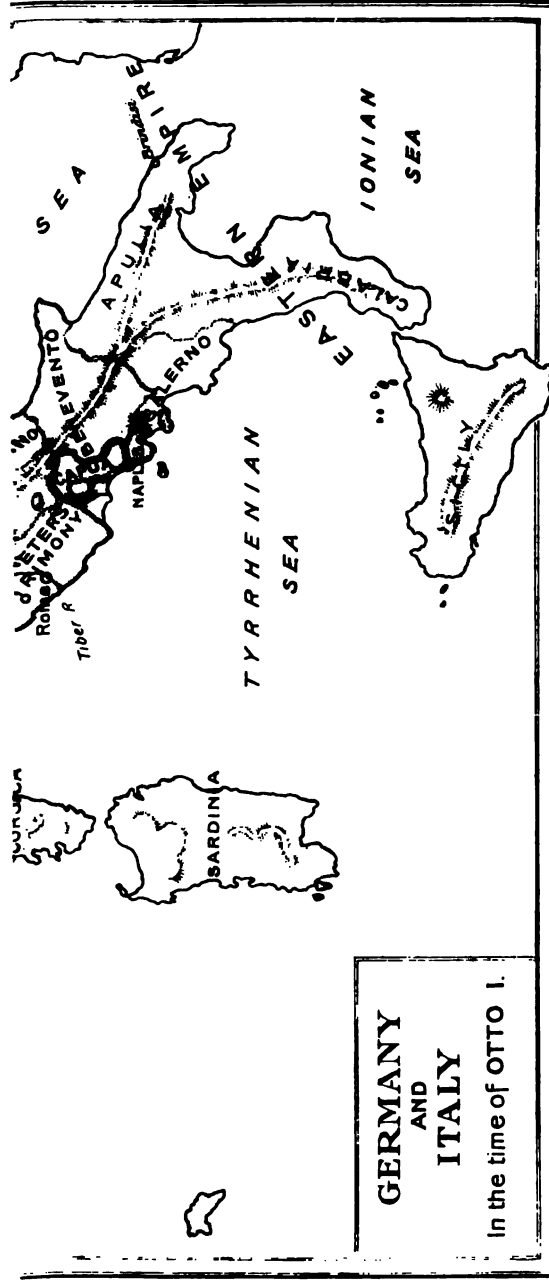 SEA
Brindisi
EASTERN EMPIRE
IONIAN
SEA
APULIA
CALABRIA
BENEVENTO
SALERNO
NAPLES
Rome
Tiber R
TYRRHENIAN
SEA
SICILY
SARDINIA
GERMANY
AND
ITALY
In the time of OTTO I.